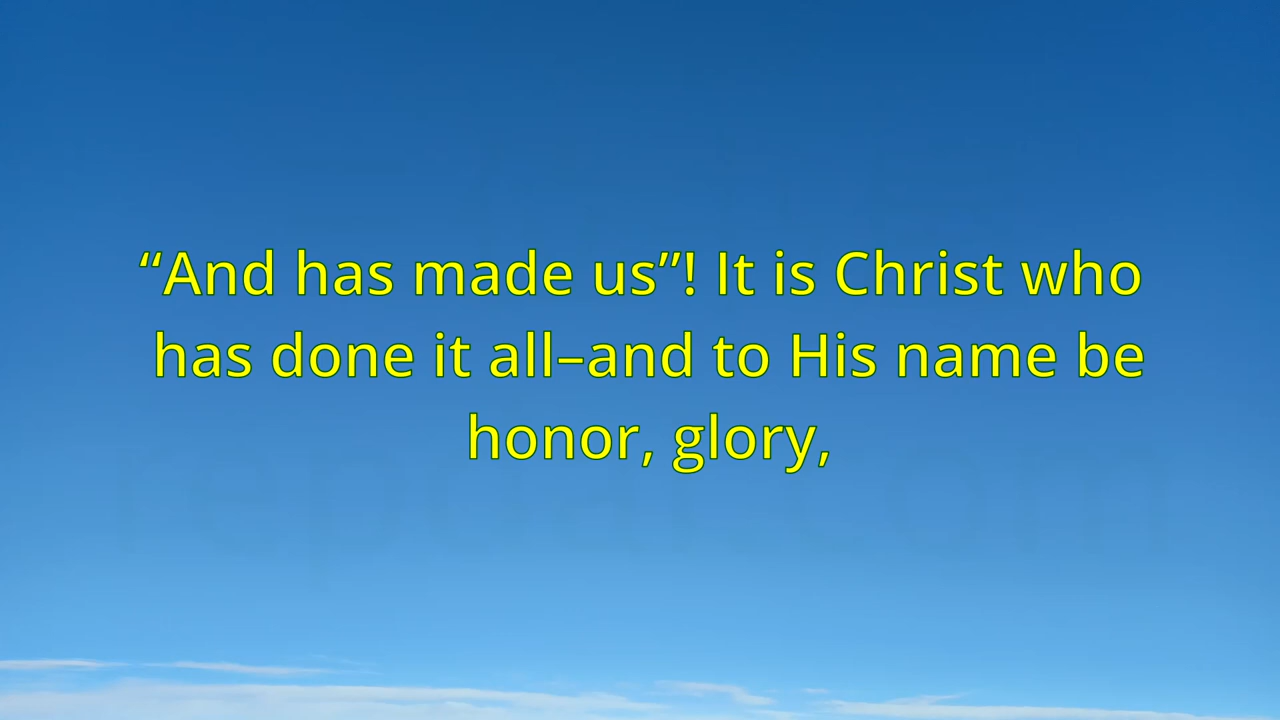 “And has made us”! It is Christ who
has done it all–and to His name be
honor, glory,